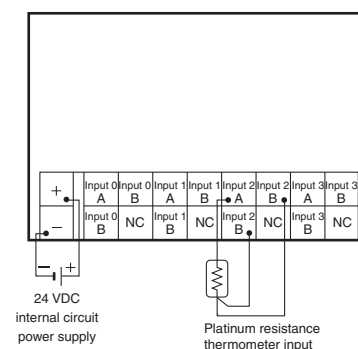 + Input 0 A Input 0 B Input 1 A Input 1 B Input 2 A Input 2 B Input 3 A Input 3 B
− Input 0 B NC Input 1 B NC Input 2 B NC Input 3 B NC
− +
24 VDC
internal circuit
power supply
Platinum resistance
thermometer input